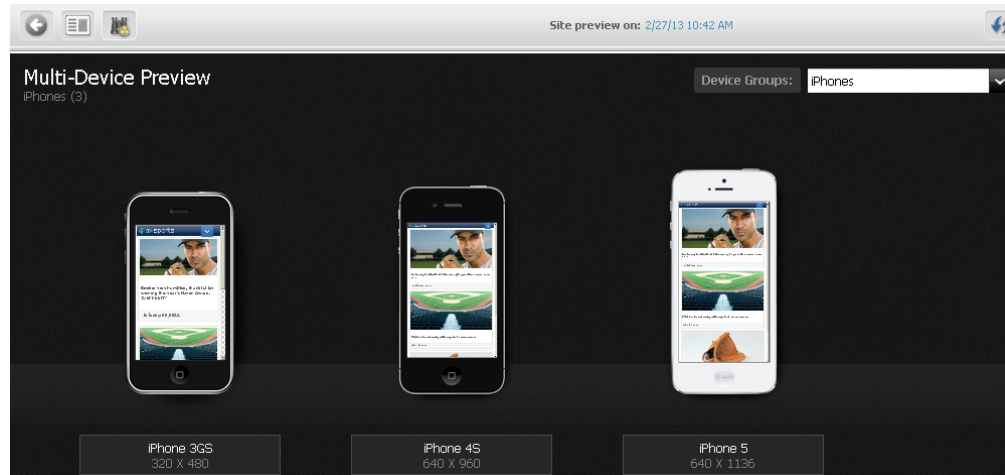 Site preview on: 2/27/13 10:42 AM
Multi-Device Preview
iPhones (3)
Device Groups: iPhones
avsports
iPhone 3GS
320 X 480
iPhone 4S
640 X 960
iPhone 5
640 X 1136